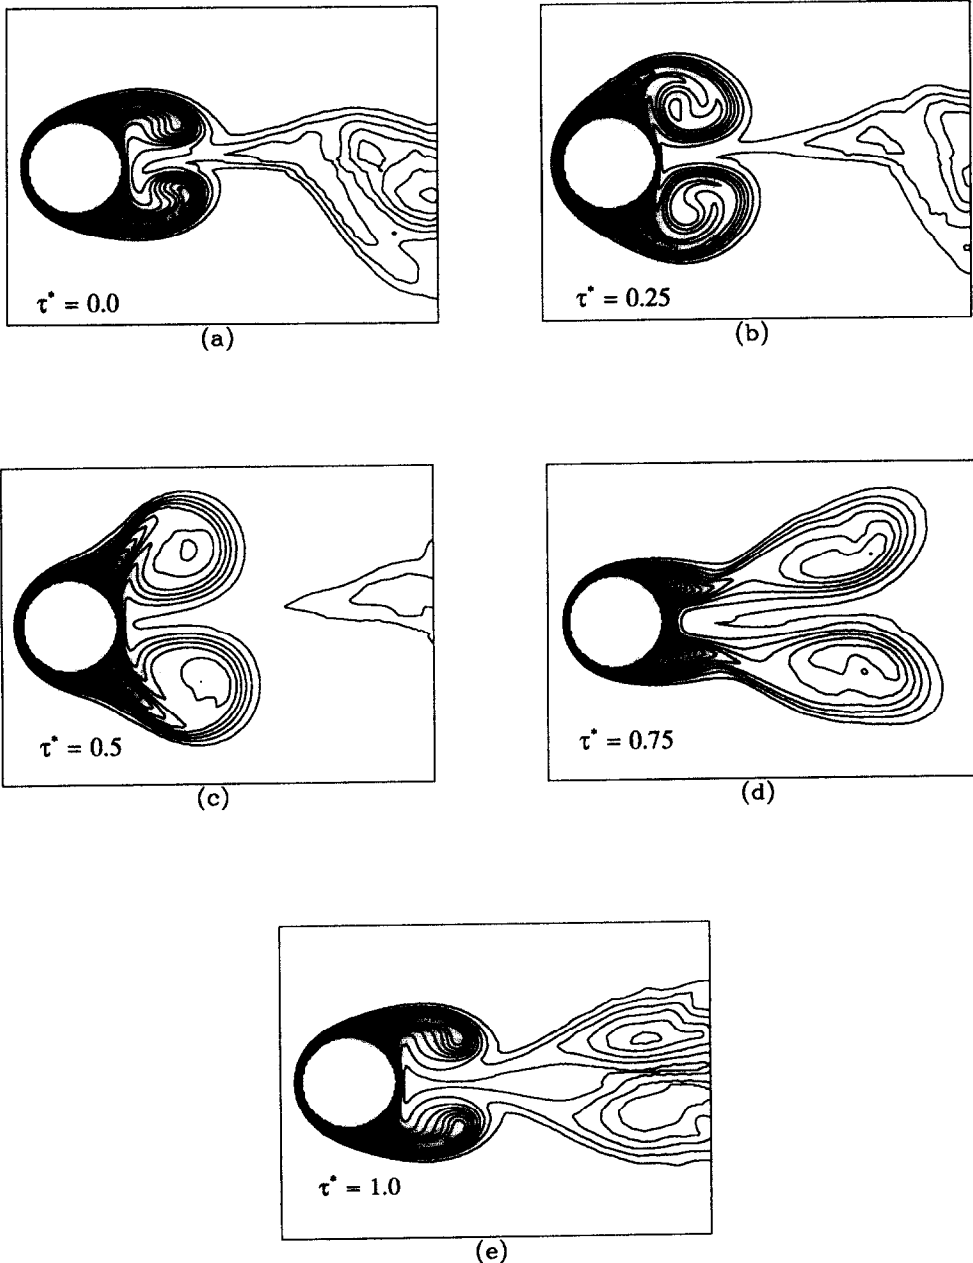 τ* = 0.0
(a)
τ* = 0.25
(b)
τ* = 0.5
(c)
τ* = 0.75
(d)
τ* = 1.0
(e)